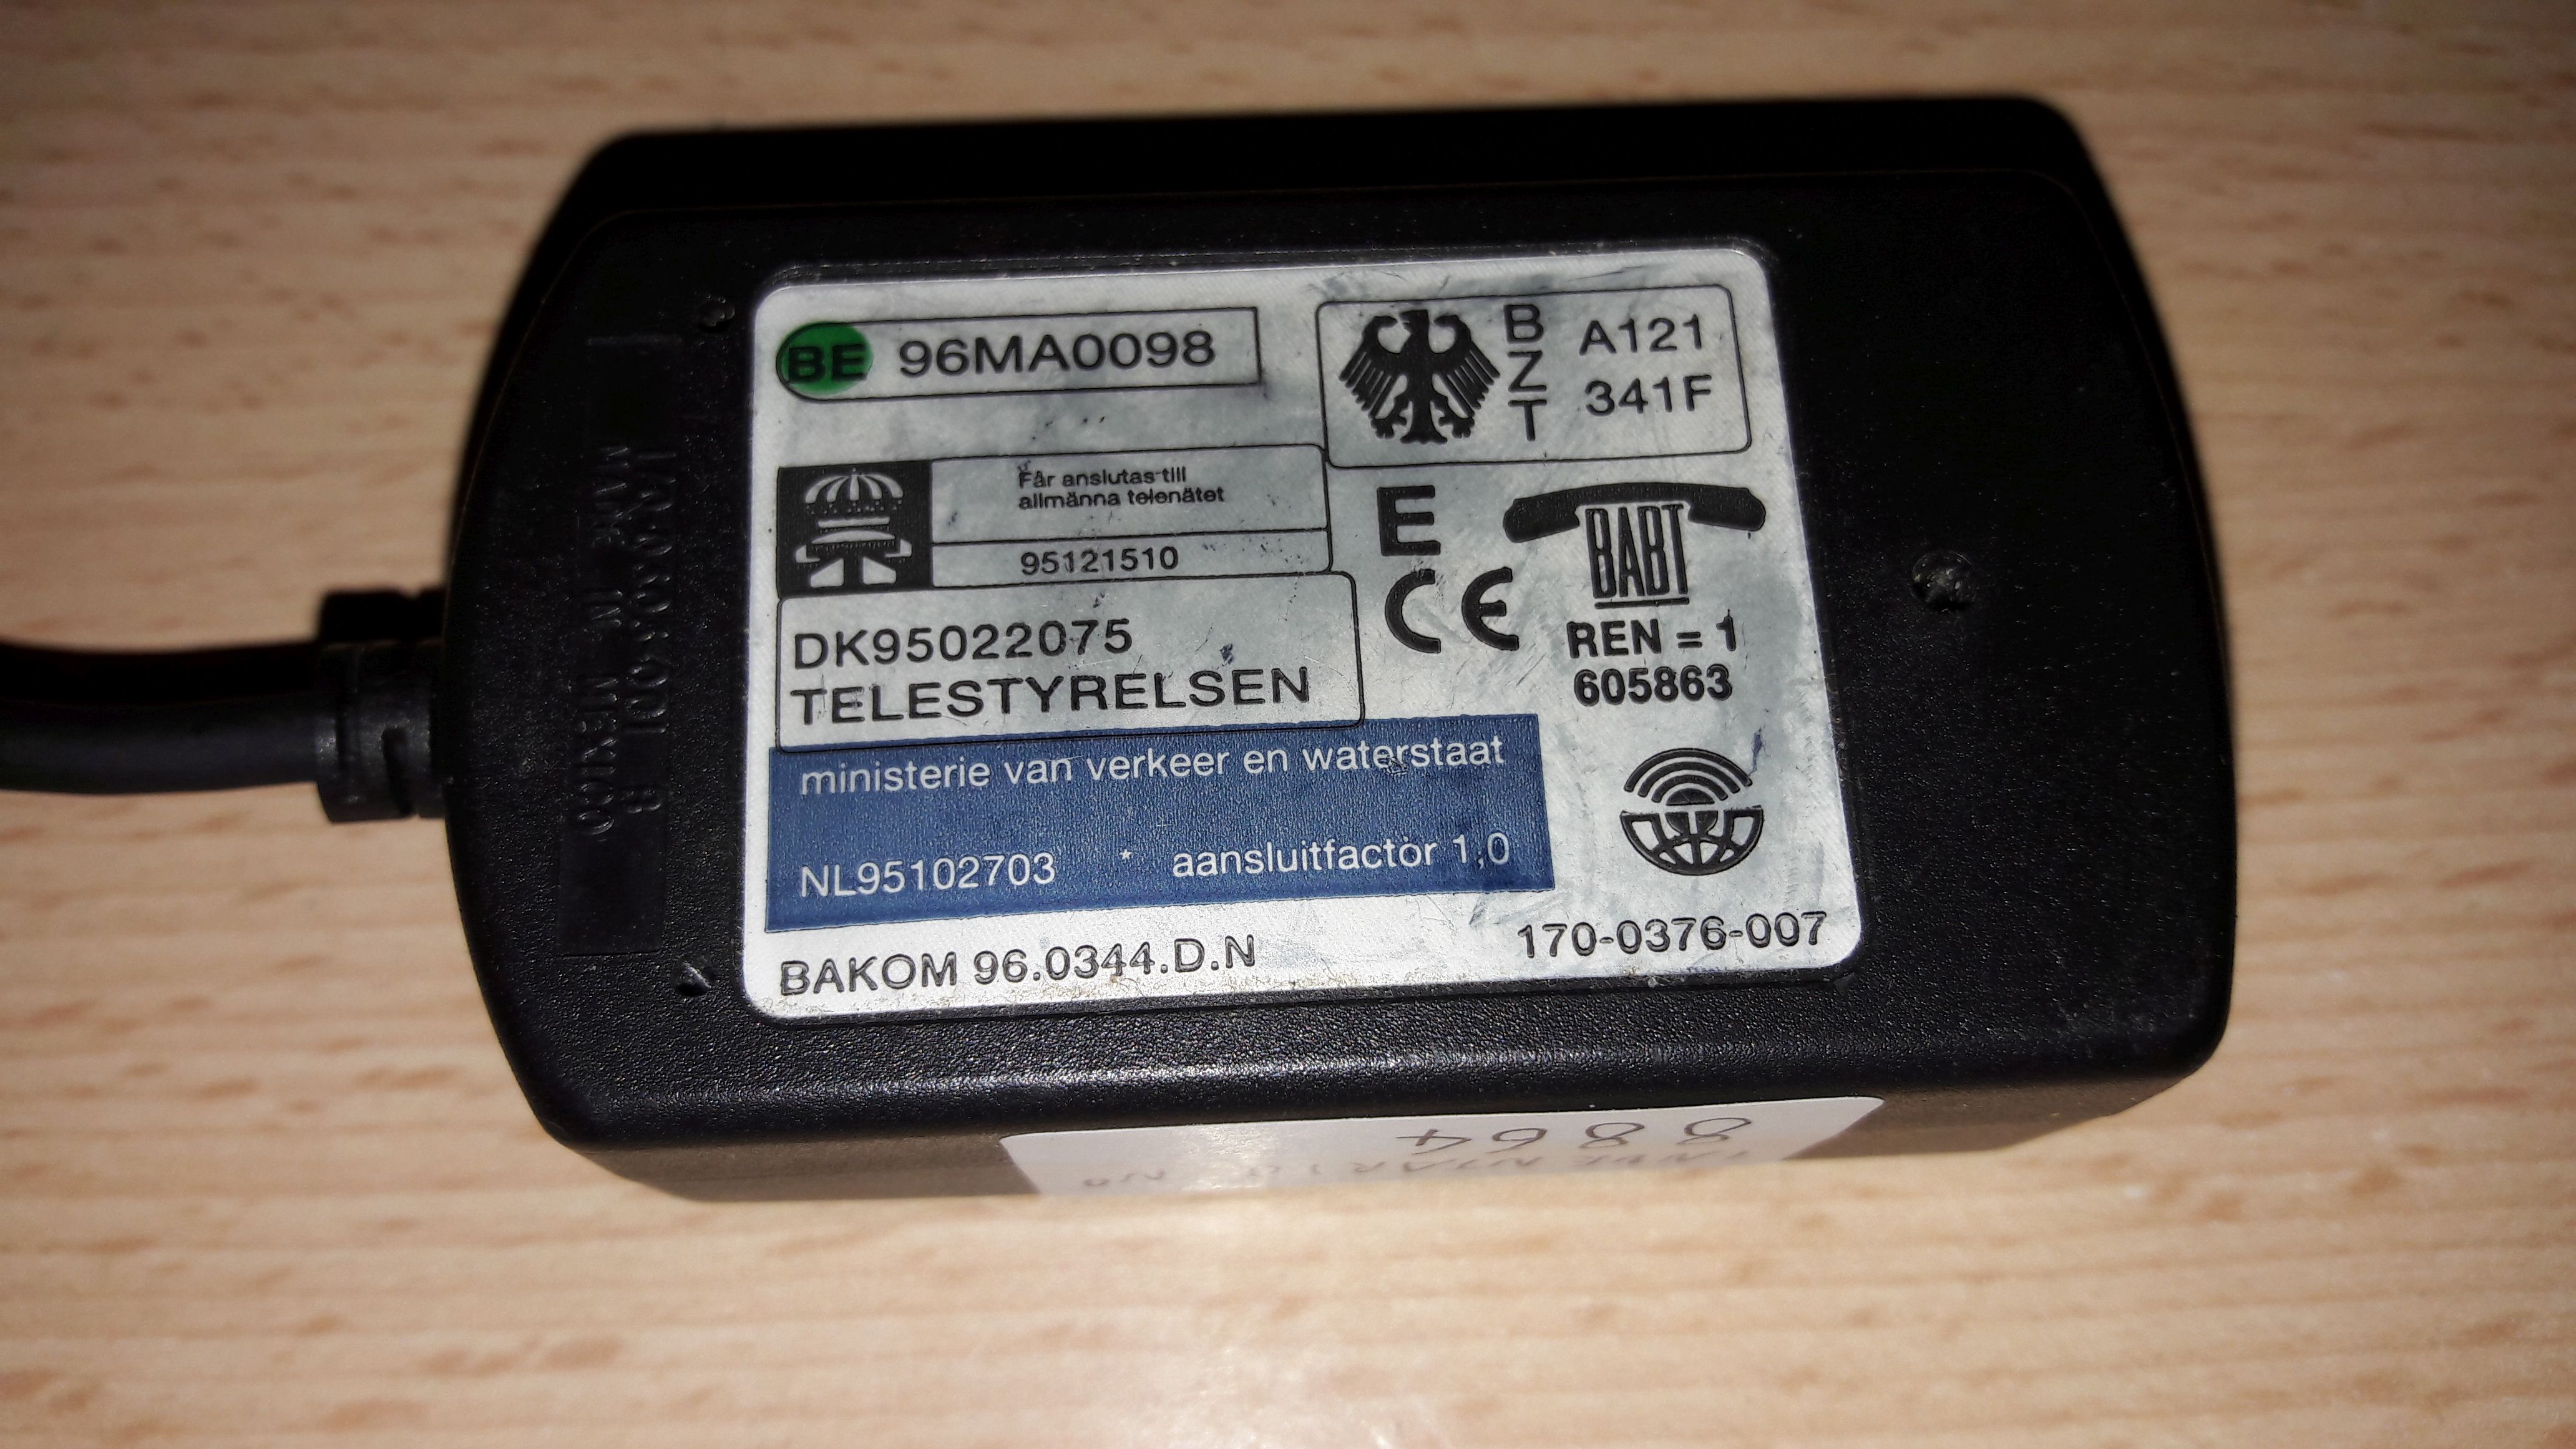 BE 96MA0098
B
Z
T
A121
341F
Får anslutas till
allmänna telenätet
95121510
E
CE
BABT
REN = 1
605863
DK95022075
TELESTYRELSEN
ministerie van verkeer en waterstaat
NL95102703 * aansluitfactor 1,0
BAKOM 96.0344.D.N
170-0376-007
MADE IN MEXICO
8864